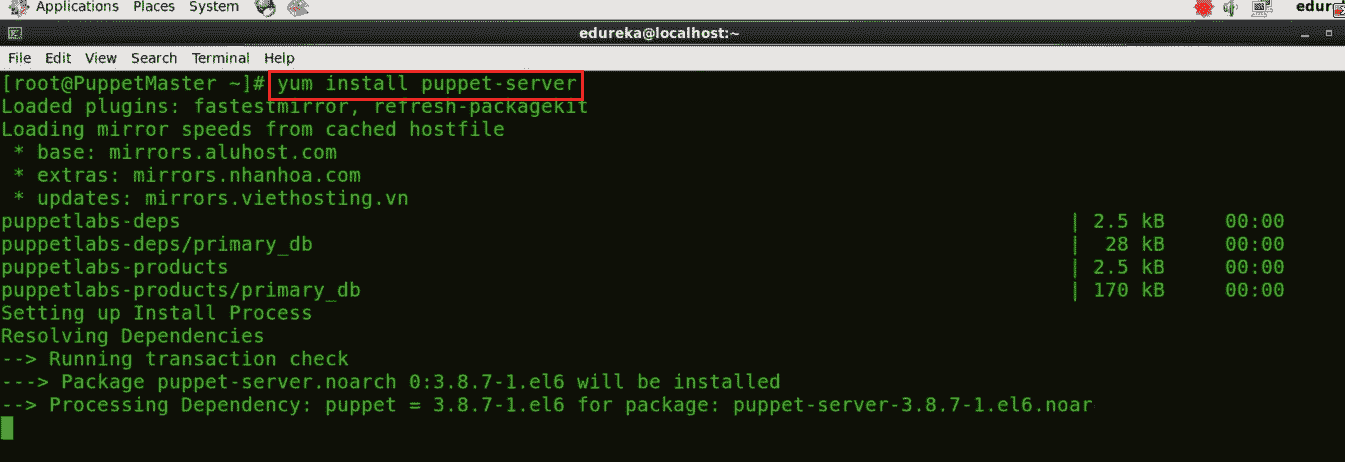 Applications Places System edur
edureka@localhost:~
File Edit View Search Terminal Help
[root@PuppetMaster ~]# yum install puppet-server
Loaded plugins: fastestmirror, refresh-packagekit
Loading mirror speeds from cached hostfile
 * base: mirrors.aluhost.com
 * extras: mirrors.nhanhoa.com
 * updates: mirrors.viethosting.vn
puppetlabs-deps | 2.5 kB 00:00
puppetlabs-deps/primary_db | 28 kB 00:00
puppetlabs-products | 2.5 kB 00:00
puppetlabs-products/primary_db | 170 kB 00:00
Setting up Install Process
Resolving Dependencies
--> Running transaction check
---> Package puppet-server.noarch 0:3.8.7-1.el6 will be installed
--> Processing Dependency: puppet = 3.8.7-1.el6 for package: puppet-server-3.8.7-1.el6.noar